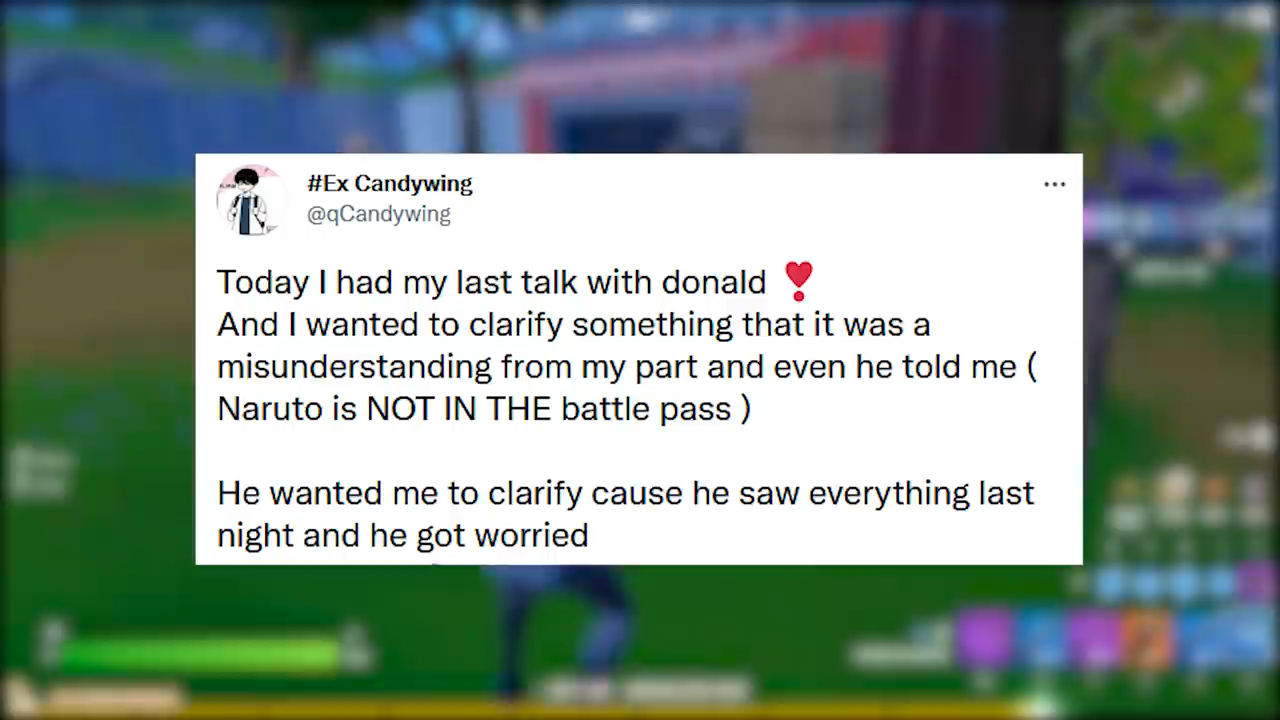 #Ex Candywing
@qCandywing
Today I had my last talk with donald ❣
And I wanted to clarify something that it was a
misunderstanding from my part and even he told me (
Naruto is NOT IN THE battle pass )
He wanted me to clarify cause he saw everything last
night and he got worried